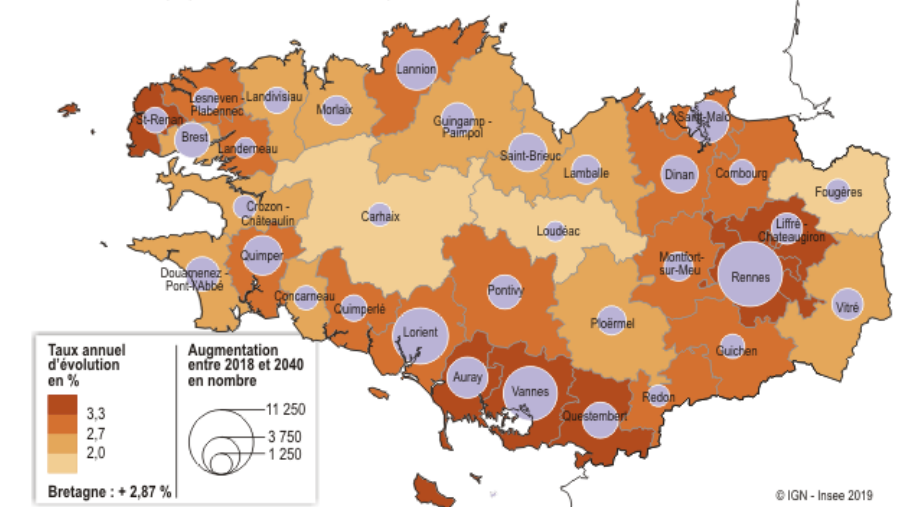 Lannion
Lesneven -
Plabennec
Landivisiau
Morlaix
St-Renan
Brest
Landerneau
Guingamp -
Paimpol
Saint-Brieuc
Lamballe
Saint-Malo
Dinan
Combourg
Fougères
Crozon -
Châteaulin
Carhaix
Loudéac
Liffré -
Chateaugiron
Quimper
Douarnenez -
Pont-l'Abbé
Montfort-
sur-Meu
Rennes
Concarneau
Quimperlé
Pontivy
Ploërmel
Vitré
Lorient
Guichen
Auray
Vannes
Questembert
Redon
Taux annuel
d'évolution
en %
3,3
2,7
2,0
Bretagne : + 2,87 %
Augmentation
entre 2018 et 2040
en nombre
11 250
3 750
1 250
© IGN - Insee 2019